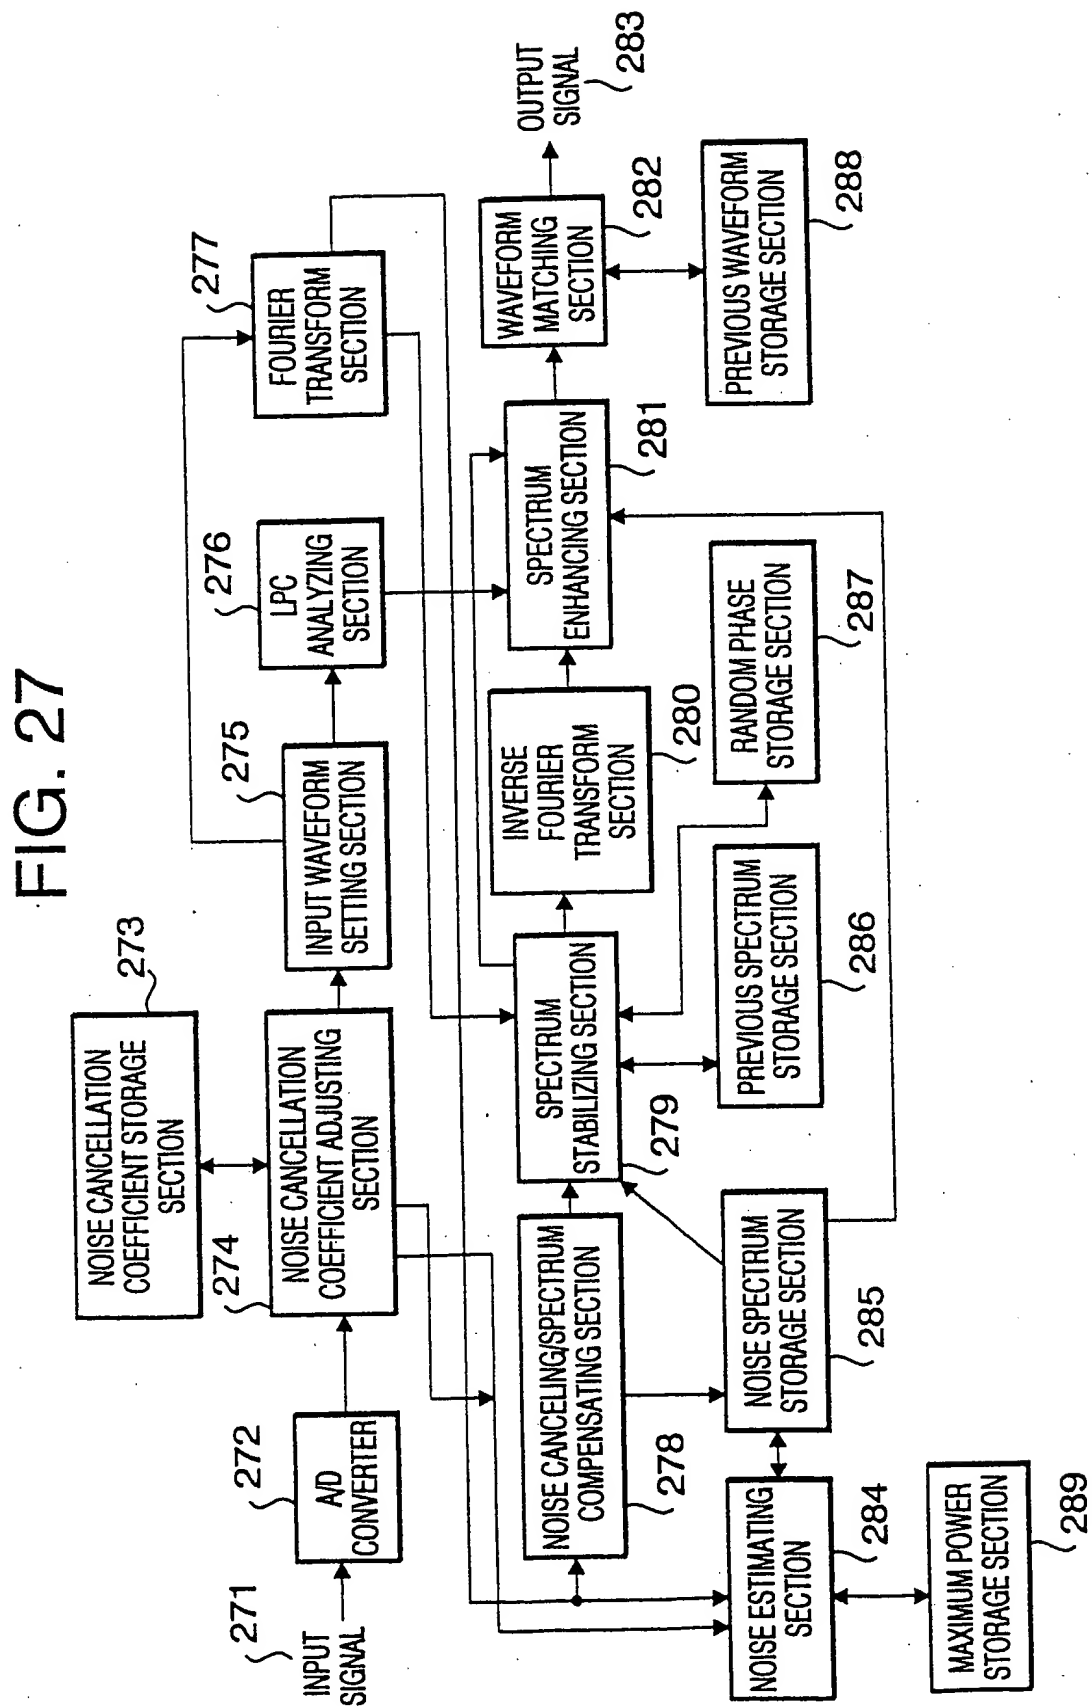 FIG. 27
271
INPUT
SIGNAL
272
A/D
CONVERTER
273
NOISE CANCELLATION
COEFFICIENT STORAGE
SECTION
274
NOISE CANCELLATION
COEFFICIENT ADJUSTING
SECTION
275
INPUT WAVEFORM
SETTING SECTION
276
LPC
ANALYZING
SECTION
277
FOURIER
TRANSFORM
SECTION
NOISE CANCELING/SPECTRUM
COMPENSATING SECTION
278
SPECTRUM
STABILIZING SECTION
279
INVERSE
FOURIER
TRANSFORM
SECTION
280
SPECTRUM
ENHANCING SECTION
281
WAVEFORM
MATCHING
SECTION
282
OUTPUT
SIGNAL
283
NOISE ESTIMATING
SECTION
284
NOISE SPECTRUM
STORAGE SECTION
285
PREVIOUS SPECTRUM
STORAGE SECTION
286
RANDOM PHASE
STORAGE SECTION
287
PREVIOUS WAVEFORM
STORAGE SECTION
288
MAXIMUM POWER
STORAGE SECTION
289